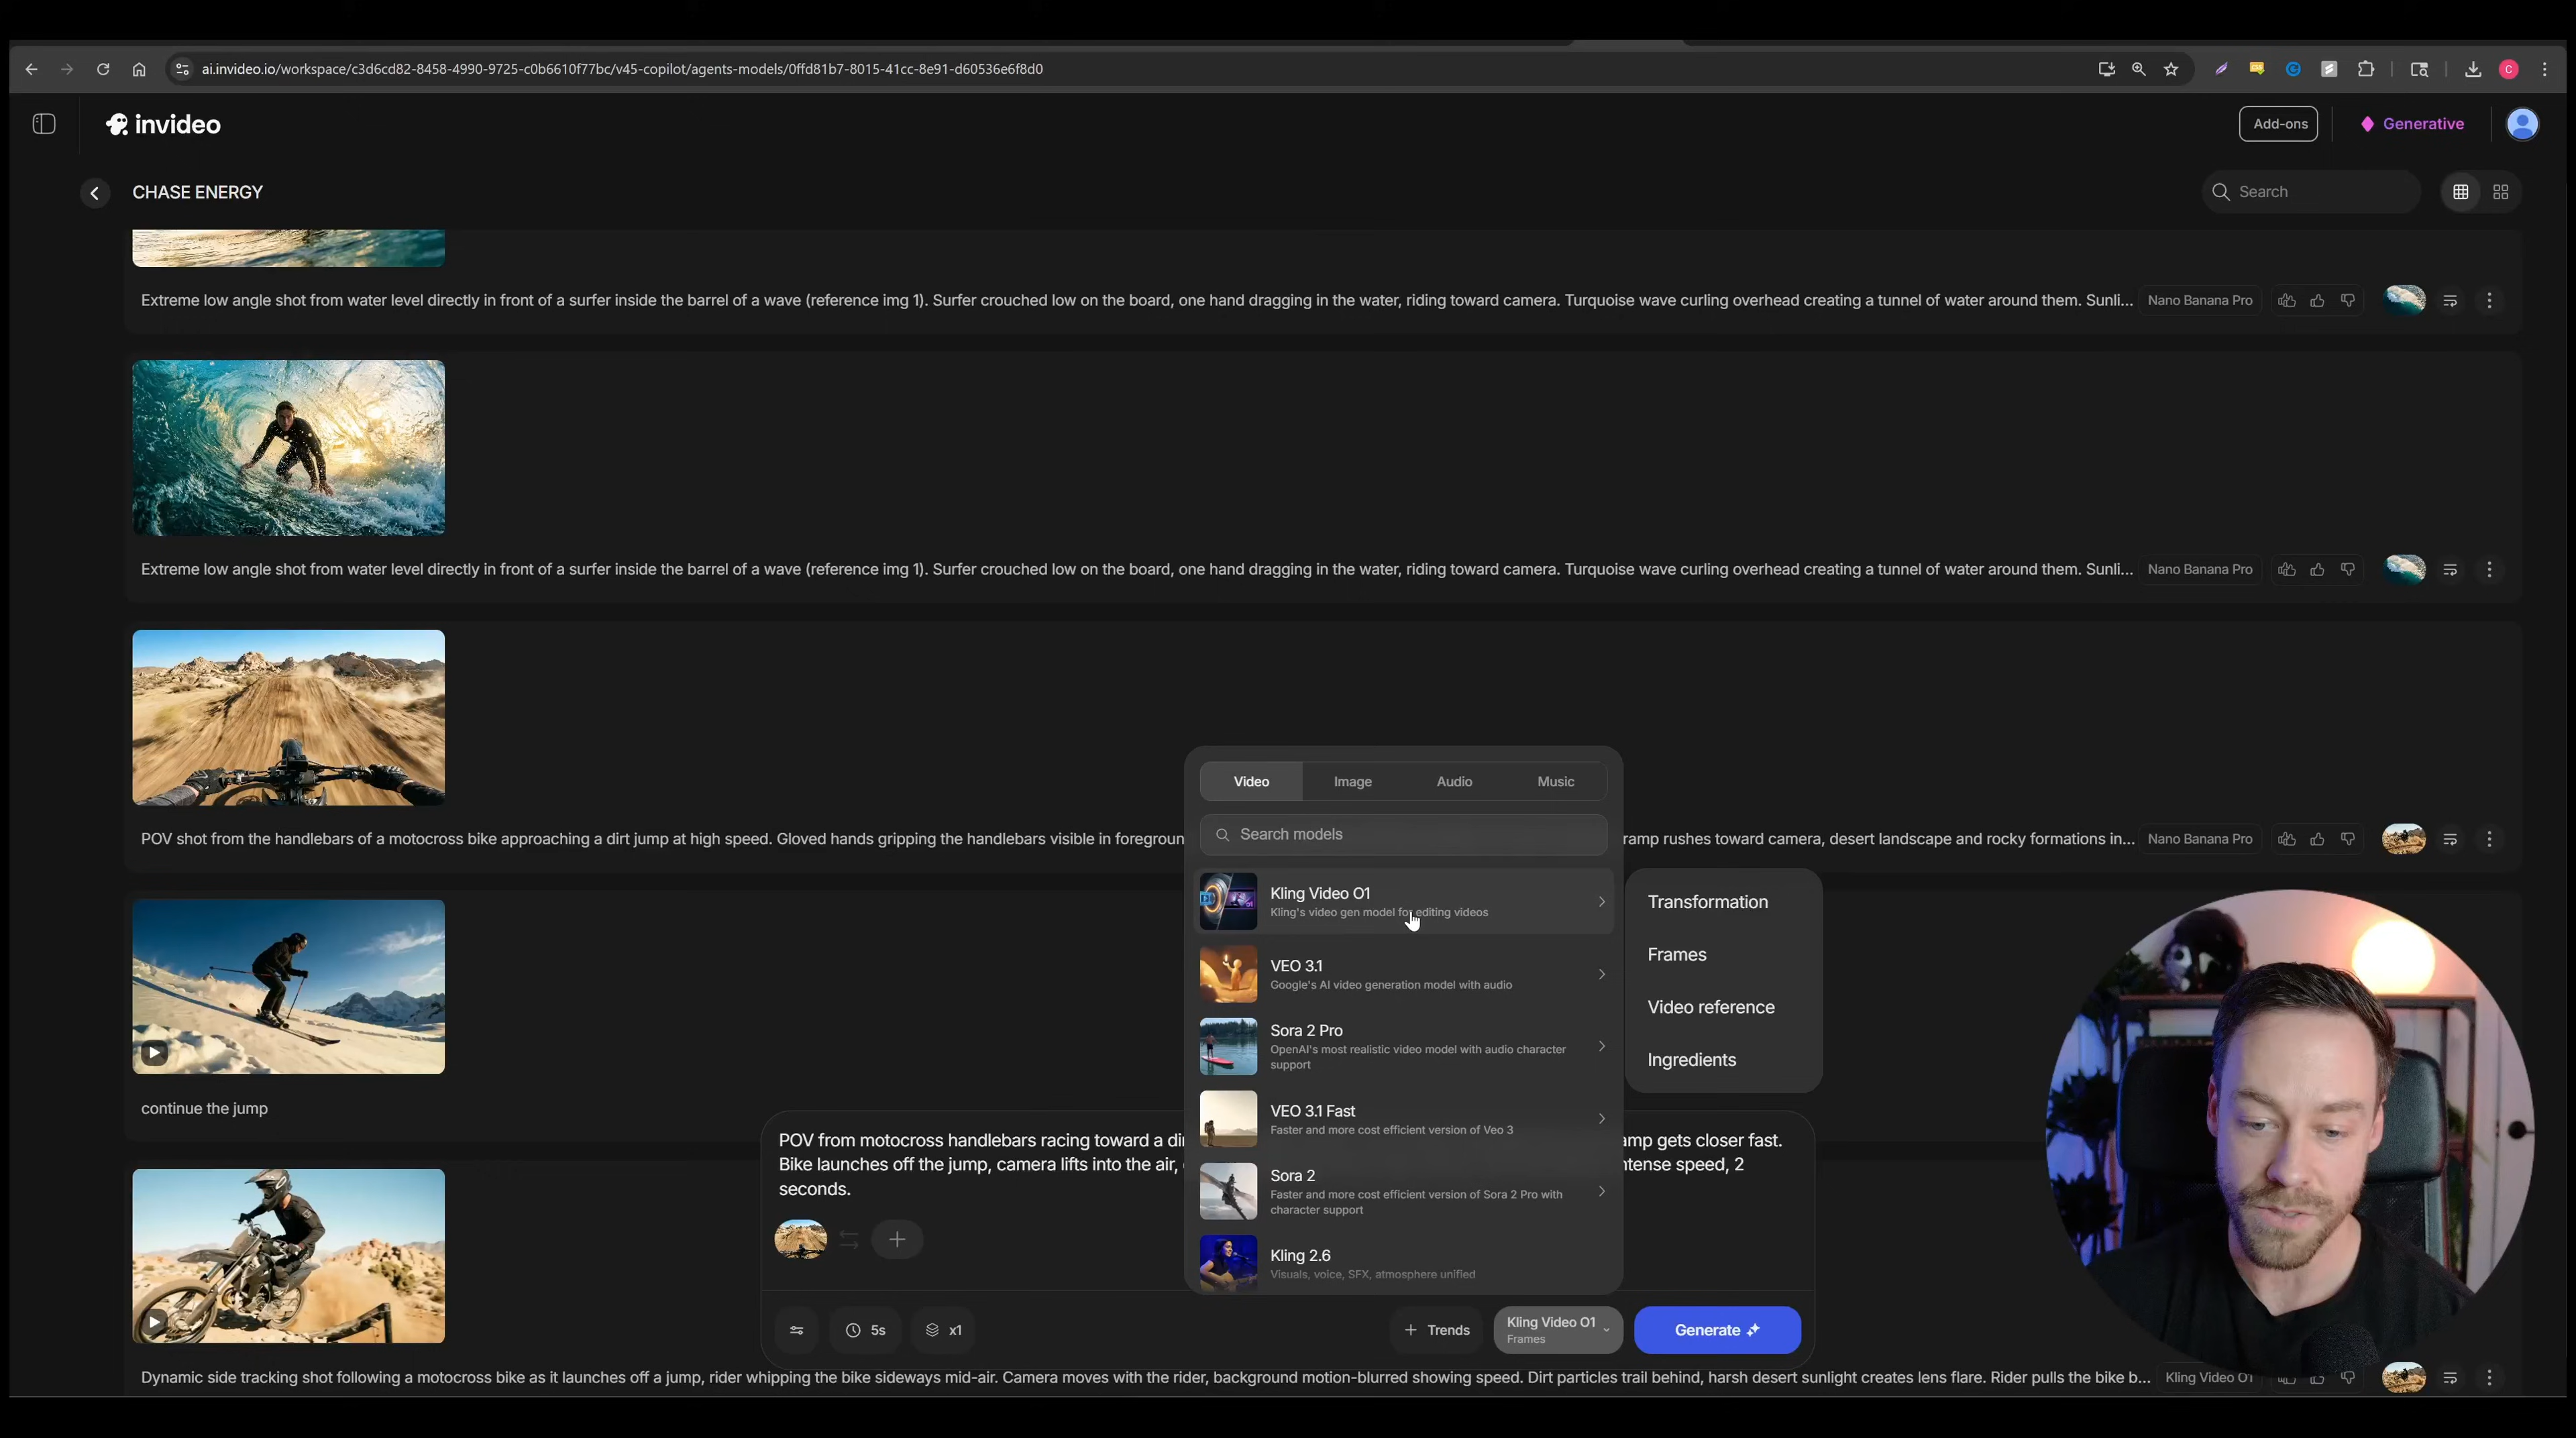 ai.invideo.io/workspace/c3d6cd82-8458-4990-9725-c0b6610f77bc/v45-copilot/agents-models/0ffd81b7-8015-41cc-8e91-d60536e6f8d0
C
invideo
Add-ons
Generative
CHASE ENERGY
Search
Extreme low angle shot from water level directly in front of a surfer inside the barrel of a wave (reference img 1). Surfer crouched low on the board, one hand dragging in the water, riding toward camera. Turquoise wave curling overhead creating a tunnel of water around them. Sunli...
Nano Banana Pro
Extreme low angle shot from water level directly in front of a surfer inside the barrel of a wave (reference img 1). Surfer crouched low on the board, one hand dragging in the water, riding toward camera. Turquoise wave curling overhead creating a tunnel of water around them. Sunli...
Nano Banana Pro
POV shot from the handlebars of a motocross bike approaching a dirt jump at high speed. Gloved hands gripping the handlebars visible in foregroun
ramp rushes toward camera, desert landscape and rocky formations in...
Nano Banana Pro
continue the jump
Video
Image
Audio
Music
Search models
Kling Video O1
Kling's video gen model for editing videos
VEO 3.1
Google's AI video generation model with audio
Sora 2 Pro
OpenAI's most realistic video model with audio character
support
VEO 3.1 Fast
Faster and more cost efficient version of Veo 3
Sora 2
Faster and more cost efficient version of Sora 2 Pro with
character support
Kling 2.6
Visuals, voice, SFX, atmosphere unified
Transformation
Frames
Video reference
Ingredients
POV from motocross handlebars racing toward a di
amp gets closer fast.
Bike launches off the jump, camera lifts into the air,
ntense speed, 2
seconds.
5s
x1
Trends
Kling Video O1
Frames
Generate
Dynamic side tracking shot following a motocross bike as it launches off a jump, rider whipping the bike sideways mid-air. Camera moves with the rider, background motion-blurred showing speed. Dirt particles trail behind, harsh desert sunlight creates lens flare. Rider pulls the bike b...
Kling Video O1